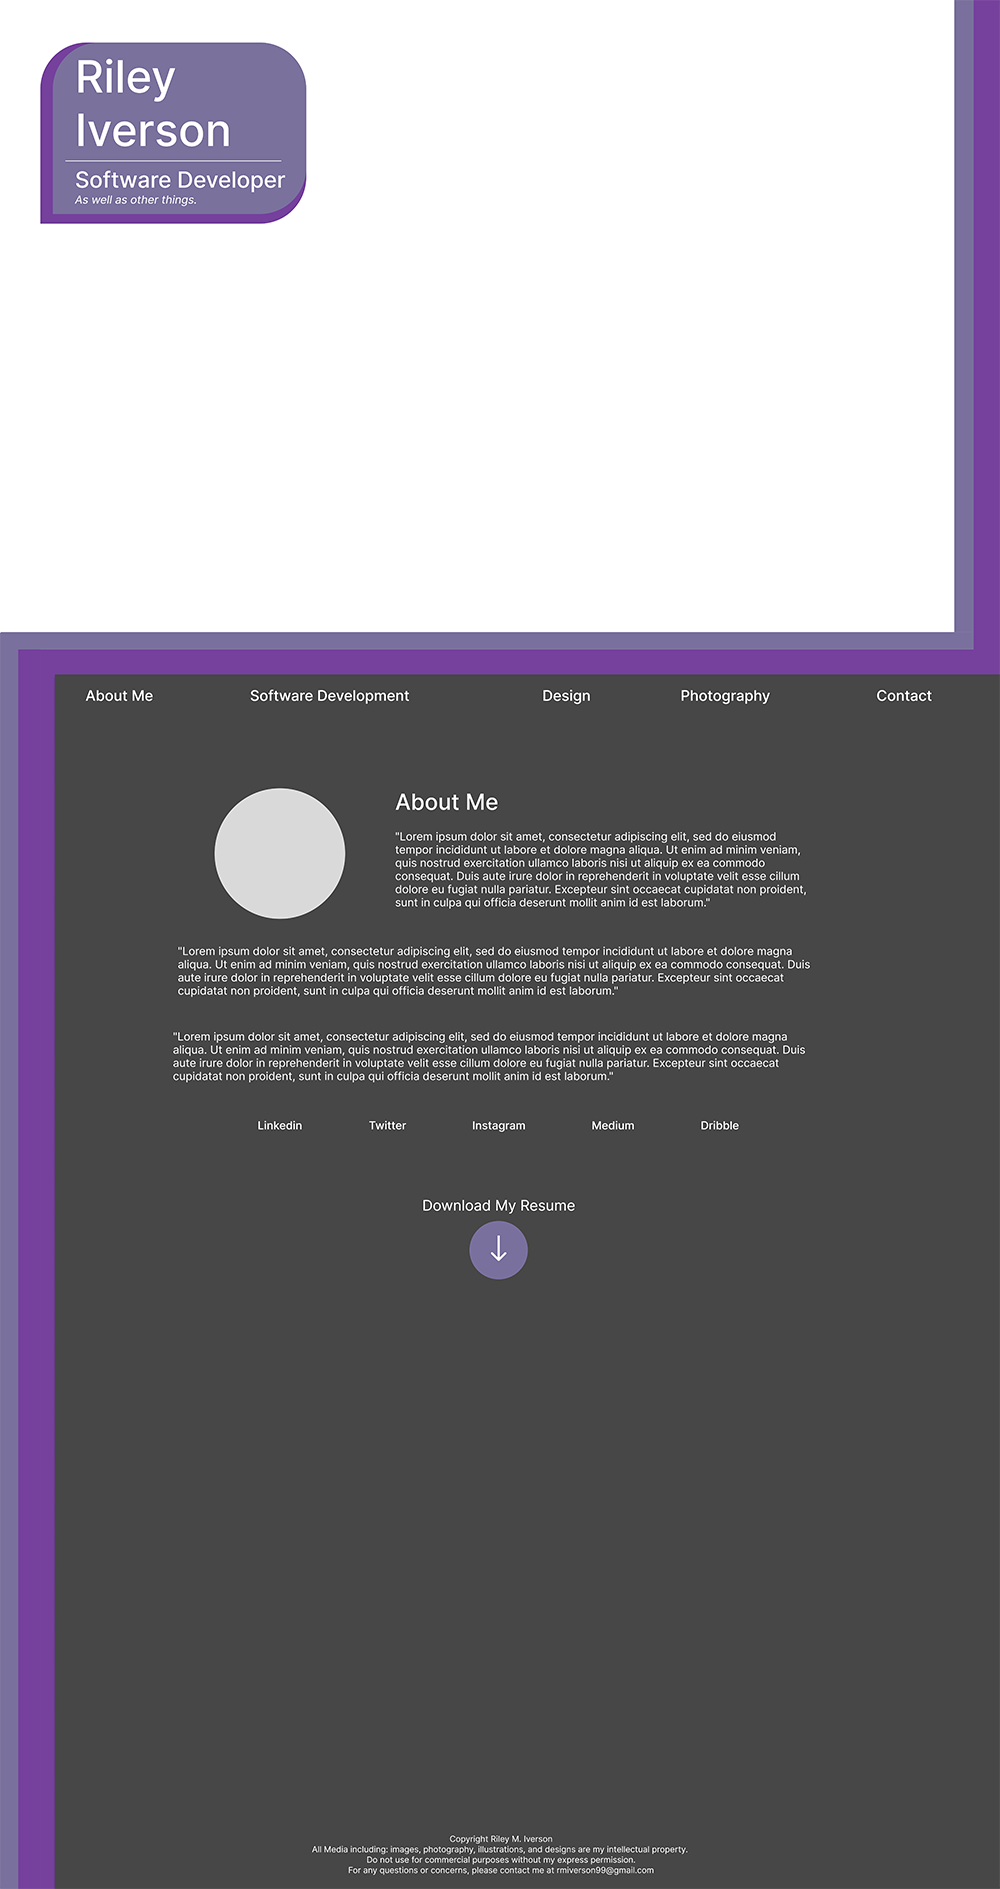 Riley
Iverson
Software Developer
As well as other things.
About Me
Software Development
Design
Photography
Contact
About Me
"Lorem ipsum dolor sit amet, consectetur adipiscing elit, sed do eiusmod
tempor incididunt ut labore et dolore magna aliqua. Ut enim ad minim veniam,
quis nostrud exercitation ullamco laboris nisi ut aliquip ex ea commodo
consequat. Duis aute irure dolor in reprehenderit in voluptate velit esse cillum
dolore eu fugiat nulla pariatur. Excepteur sint occaecat cupidatat non proident,
sunt in culpa qui officia deserunt mollit anim id est laborum."
"Lorem ipsum dolor sit amet, consectetur adipiscing elit, sed do eiusmod tempor incididunt ut labore et dolore magna
aliqua. Ut enim ad minim veniam, quis nostrud exercitation ullamco laboris nisi ut aliquip ex ea commodo consequat. Duis
aute irure dolor in reprehenderit in voluptate velit esse cillum dolore eu fugiat nulla pariatur. Excepteur sint occaecat
cupidatat non proident, sunt in culpa qui officia deserunt mollit anim id est laborum."
"Lorem ipsum dolor sit amet, consectetur adipiscing elit, sed do eiusmod tempor incididunt ut labore et dolore magna
aliqua. Ut enim ad minim veniam, quis nostrud exercitation ullamco laboris nisi ut aliquip ex ea commodo consequat. Duis
aute irure dolor in reprehenderit in voluptate velit esse cillum dolore eu fugiat nulla pariatur. Excepteur sint occaecat
cupidatat non proident, sunt in culpa qui officia deserunt mollit anim id est laborum."
Linkedin
Twitter
Instagram
Medium
Dribble
Download My Resume
Copyright Riley M. Iverson
All Media including: images, photography, illustrations, and designs are my intellectual property.
Do not use for commercial purposes without my express permission.
For any questions or concerns, please contact me at rmiverson99@gmail.com